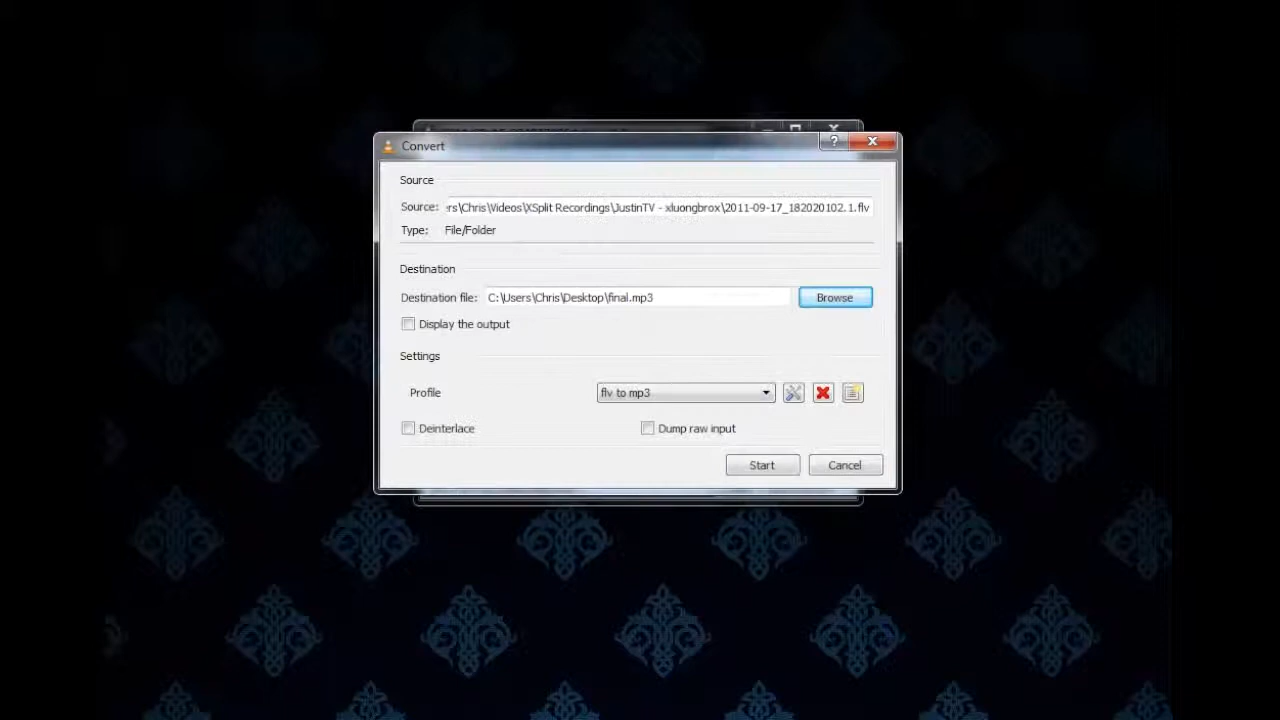 Convert
Source
Source: rs\Chris\Videos\XSplit Recordings\JustinTV - xluongbrox\2011-09-17_182020102.1.flv
Type: File/Folder
Destination
Destination file: C:\Users\Chris\Desktop\final.mp3 Browse
Display the output
Settings
Profile flv to mp3
Deinterlace Dump raw input
Start Cancel